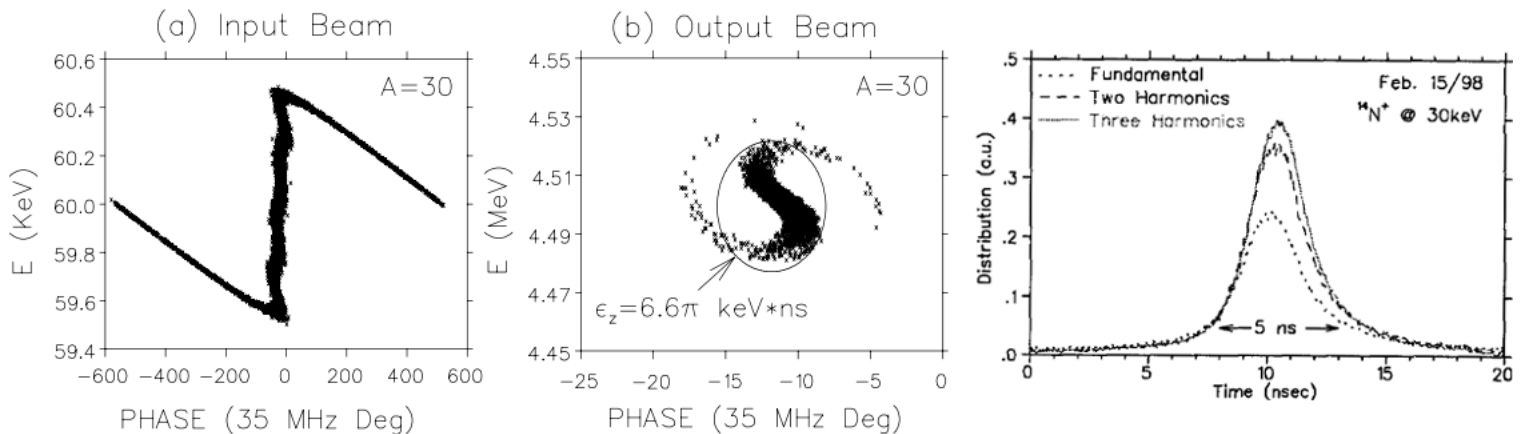 (a) Input Beam
60.6
60.4
60.2
60.0
59.8
59.6
59.4
E (KeV)
A=30
-600 -400 -200 0 200 400 600
PHASE (35 MHz Deg)
(b) Output Beam
4.55
4.53
4.51
4.49
4.47
4.45
E (MeV)
A=30
ϵz=6.6π keV*ns
-25 -20 -15 -10 -5 0
PHASE (35 MHz Deg)
.5
.4
.3
.2
.1
.0
Distribution (a.u.)
Fundamental
Two Harmonics
Three Harmonics
Feb. 15/98
¹⁴N⁺ @ 30keV
5 ns
0 5 10 15 20
Time (nsec)